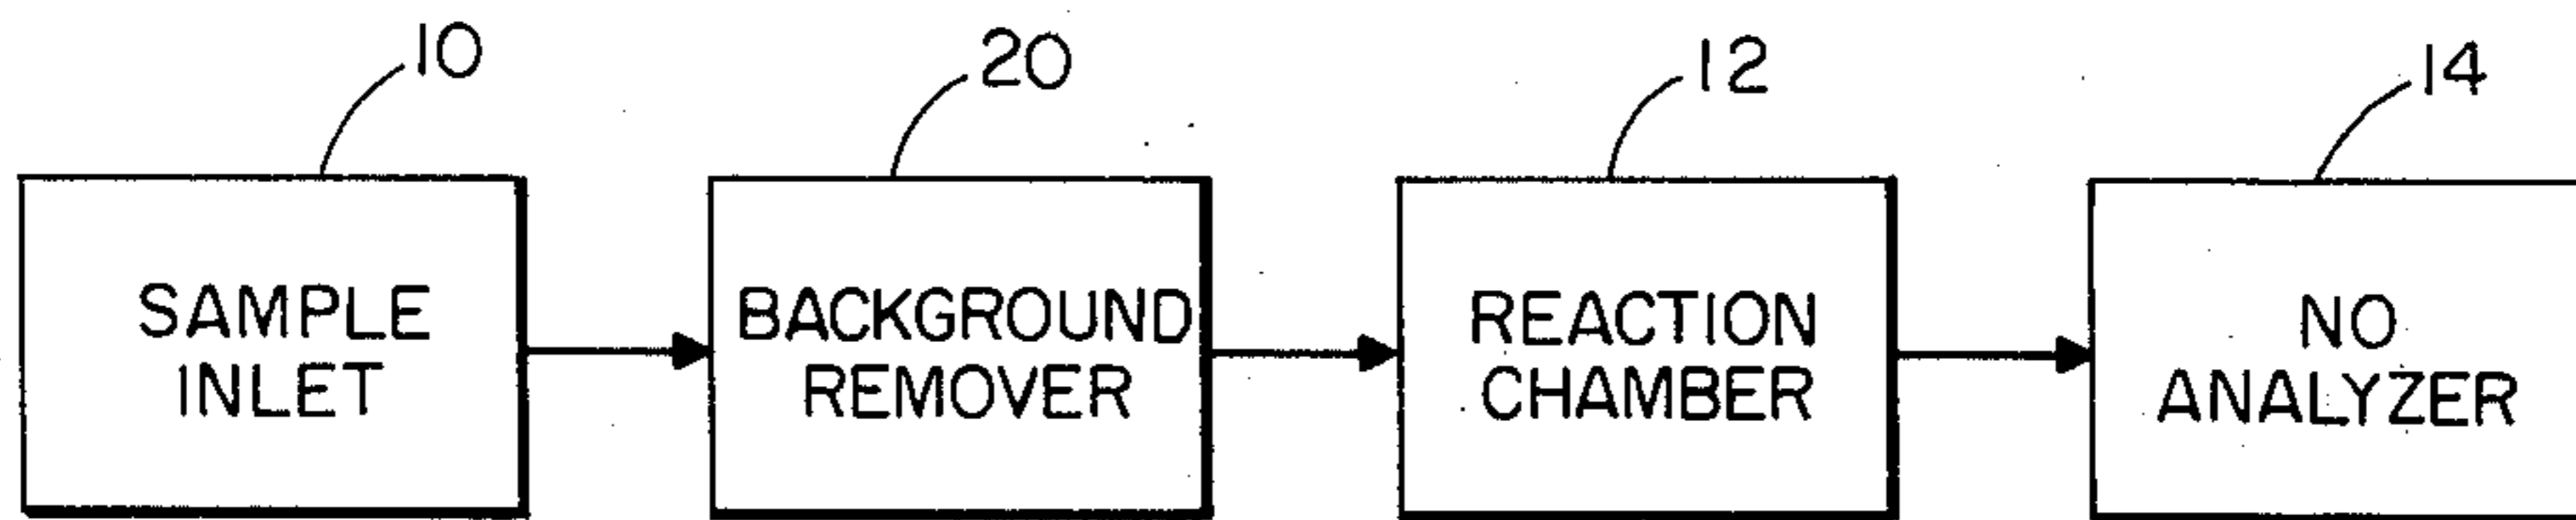 10
20
12
14
SAMPLE
INLET
BACKGROUND
REMOVER
REACTION
CHAMBER
NO
ANALYZER